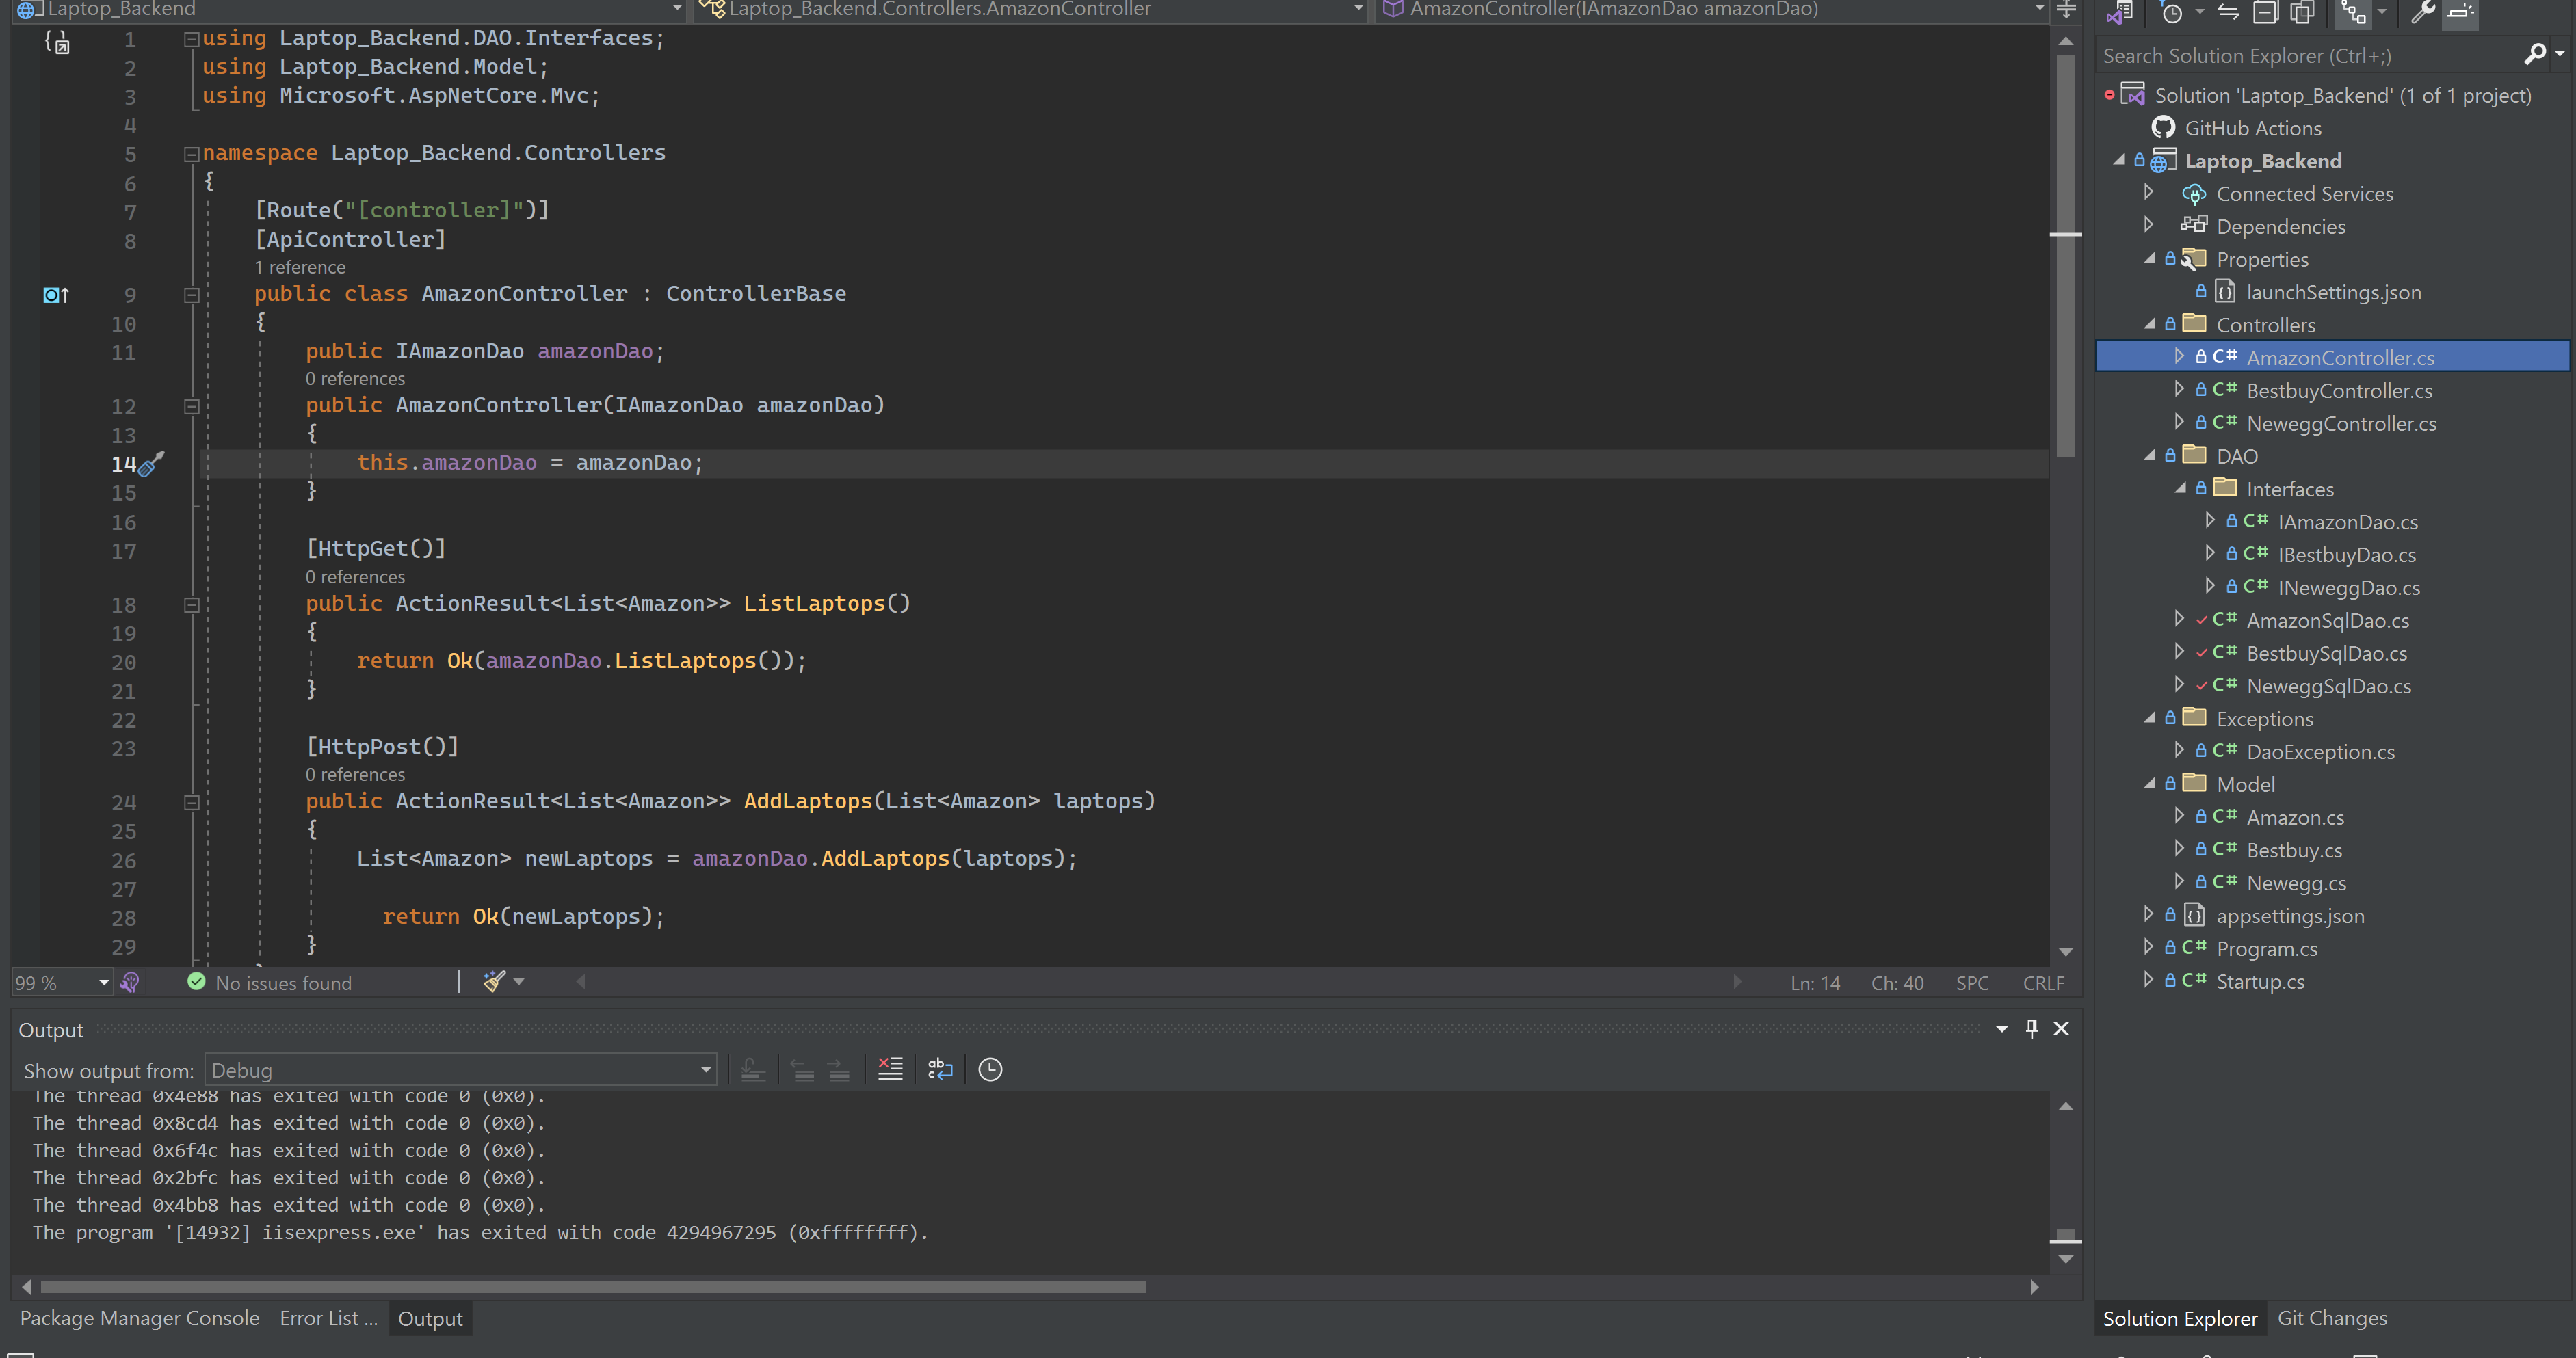 Laptop_Backend
Laptop_Backend.Controllers.AmazonController
AmazonController(IAmazonDao amazonDao)
1 using Laptop_Backend.DAO.Interfaces;
2 using Laptop_Backend.Model;
3 using Microsoft.AspNetCore.Mvc;
4
5 namespace Laptop_Backend.Controllers
6 {
7 [Route("[controller]")]
8 [ApiController]
1 reference
9 public class AmazonController : ControllerBase
10 {
11 public IAmazonDao amazonDao;
0 references
12 public AmazonController(IAmazonDao amazonDao)
13 {
14 this.amazonDao = amazonDao;
15 }
16
17 [HttpGet()]
0 references
18 public ActionResult<List<Amazon>> ListLaptops()
19 {
20 return Ok(amazonDao.ListLaptops());
21 }
22
23 [HttpPost()]
0 references
24 public ActionResult<List<Amazon>> AddLaptops(List<Amazon> laptops)
25 {
26 List<Amazon> newLaptops = amazonDao.AddLaptops(laptops);
27
28 return Ok(newLaptops);
29 }
99 %
No issues found
Ln: 14 Ch: 40 SPC CRLF
Output
Show output from: Debug
The thread 0x4e88 has exited with code 0 (0x0).
The thread 0x8cd4 has exited with code 0 (0x0).
The thread 0x6f4c has exited with code 0 (0x0).
The thread 0x2bfc has exited with code 0 (0x0).
The thread 0x4bb8 has exited with code 0 (0x0).
The program '[14932] iisexpress.exe' has exited with code 4294967295 (0xffffffff).
Package Manager Console Error List ... Output
Search Solution Explorer (Ctrl+;)
Solution 'Laptop_Backend' (1 of 1 project)
GitHub Actions
Laptop_Backend
Connected Services
Dependencies
Properties
launchSettings.json
Controllers
C# AmazonController.cs
C# BestbuyController.cs
C# NeweggController.cs
DAO
Interfaces
C# IAmazonDao.cs
C# IBestbuyDao.cs
C# INeweggDao.cs
C# AmazonSqlDao.cs
C# BestbuySqlDao.cs
C# NeweggSqlDao.cs
Exceptions
C# DaoException.cs
Model
C# Amazon.cs
C# Bestbuy.cs
C# Newegg.cs
appsettings.json
C# Program.cs
C# Startup.cs
Solution Explorer Git Changes